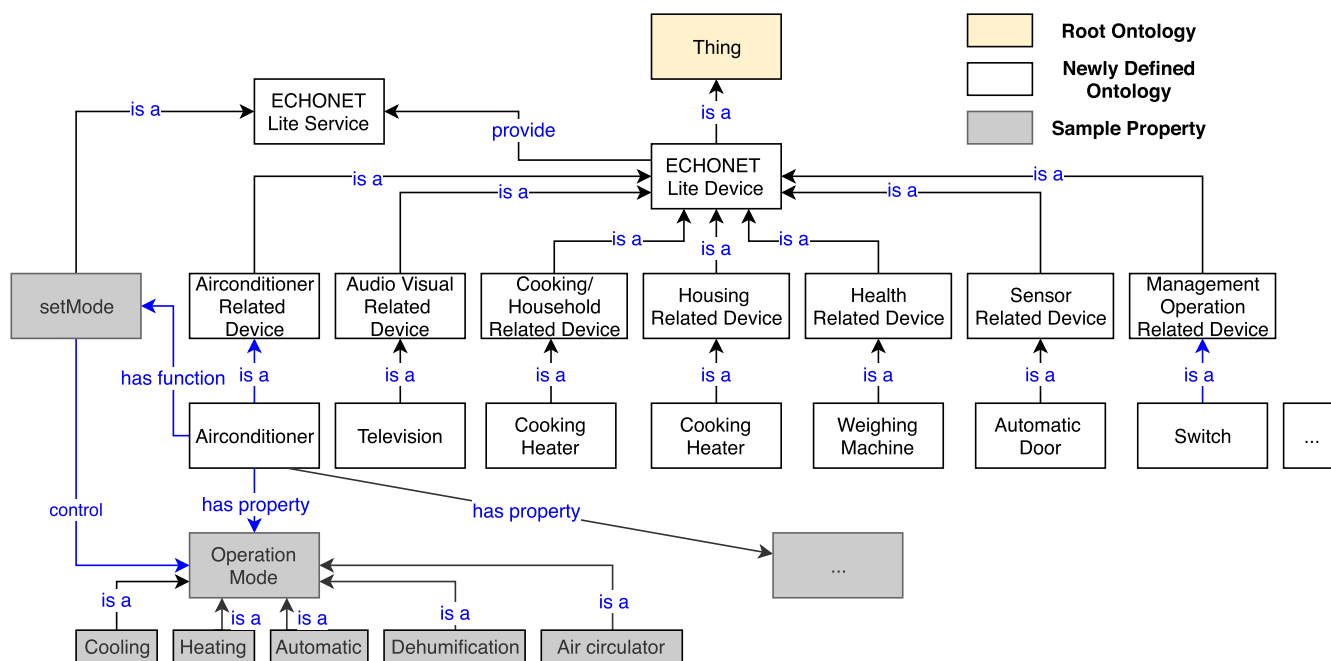 Thing
Root Ontology
Newly Defined
Ontology
Sample Property
is a
ECHONET
Lite Service
provide
is a
ECHONET
Lite Device
is a
is a
is a
is a
is a
is a
is a
is a
setMode
Airconditioner
Related
Device
Audio Visual
Related
Device
Cooking/
Household
Related Device
Housing
Related Device
Health
Related Device
Sensor
Related Device
Management
Operation
Related Device
has function
is a
is a
is a
is a
is a
is a
is a
Airconditioner
Television
Cooking
Heater
Cooking
Heater
Weighing
Machine
Automatic
Door
Switch
...
control
has property
has property
Operation
Mode
...
is a
is a
is a
is a
is a
Cooling
Heating
Automatic
Dehumification
Air circulator